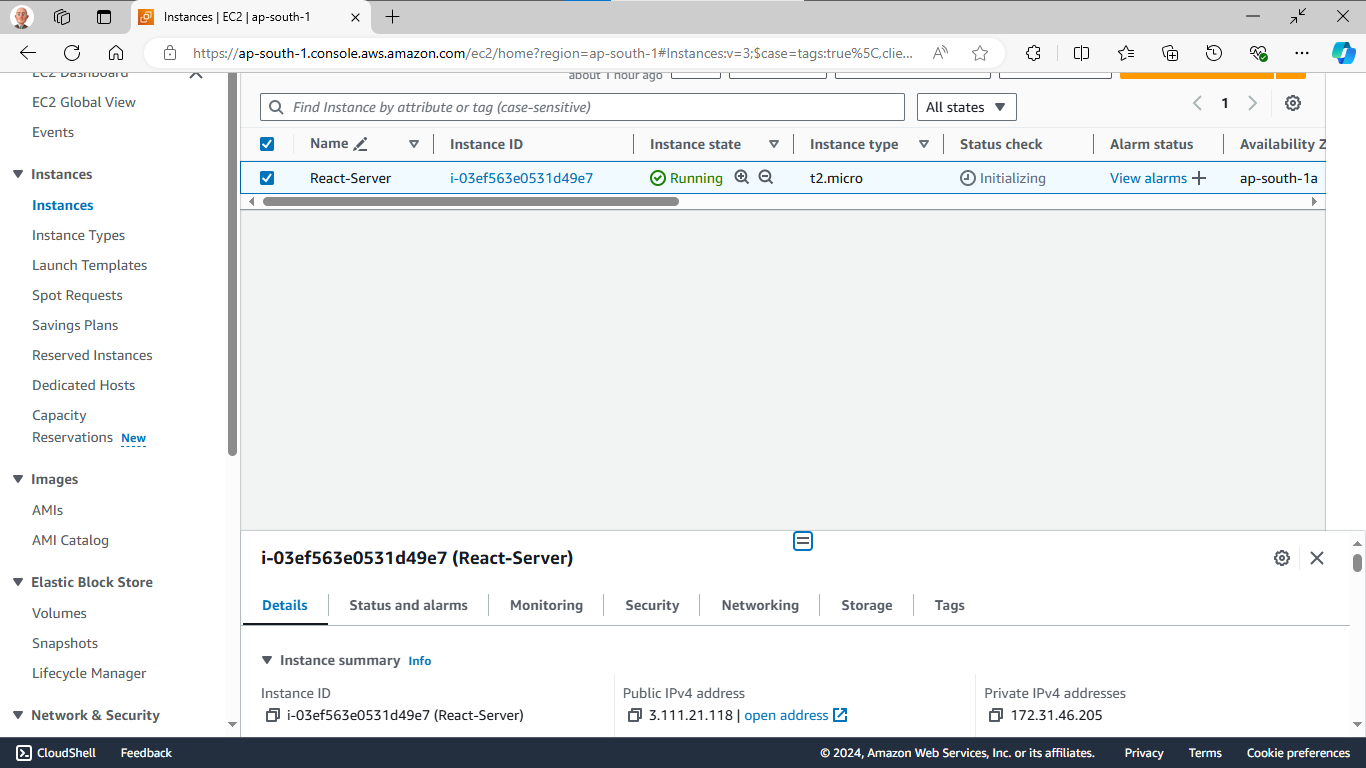 Instances | EC2 | ap-south-1
https://ap-south-1.console.aws.amazon.com/ec2/home?region=ap-south-1#Instances:v=3;$case=tags:true%5C,clie...
EC2 Dashboard
EC2 Global View
Events
Instances
Instances
Instance Types
Launch Templates
Spot Requests
Savings Plans
Reserved Instances
Dedicated Hosts
Capacity
Reservations New
Images
AMIs
AMI Catalog
Elastic Block Store
Volumes
Snapshots
Lifecycle Manager
Network & Security
about 1 hour ago
Find Instance by attribute or tag (case-sensitive) All states 1
Name Instance ID Instance state Instance type Status check Alarm status Availability Z
React-Server i-03ef563e0531d49e7 Running t2.micro Initializing View alarms ap-south-1a
i-03ef563e0531d49e7 (React-Server)
Details Status and alarms Monitoring Security Networking Storage Tags
Instance summary Info
Instance ID Public IPv4 address Private IPv4 addresses
i-03ef563e0531d49e7 (React-Server) 3.111.21.118 | open address 172.31.46.205
CloudShell Feedback © 2024, Amazon Web Services, Inc. or its affiliates. Privacy Terms Cookie preferences